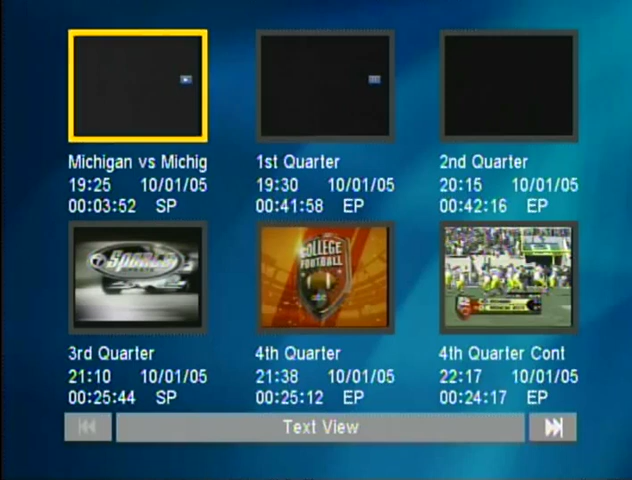 Michigan vs Michig
19:25 10/01/05
00:03:52 SP
1st Quarter
19:30 10/01/05
00:41:58 EP
2nd Quarter
20:15 10/01/05
00:42:16 EP
Sports
COLLEGE
FOOTBALL
3rd Quarter
21:10 10/01/05
00:25:44 SP
4th Quarter
21:38 10/01/05
00:25:12 EP
4th Quarter Cont
22:17 10/01/05
00:24:17 EP
Text View